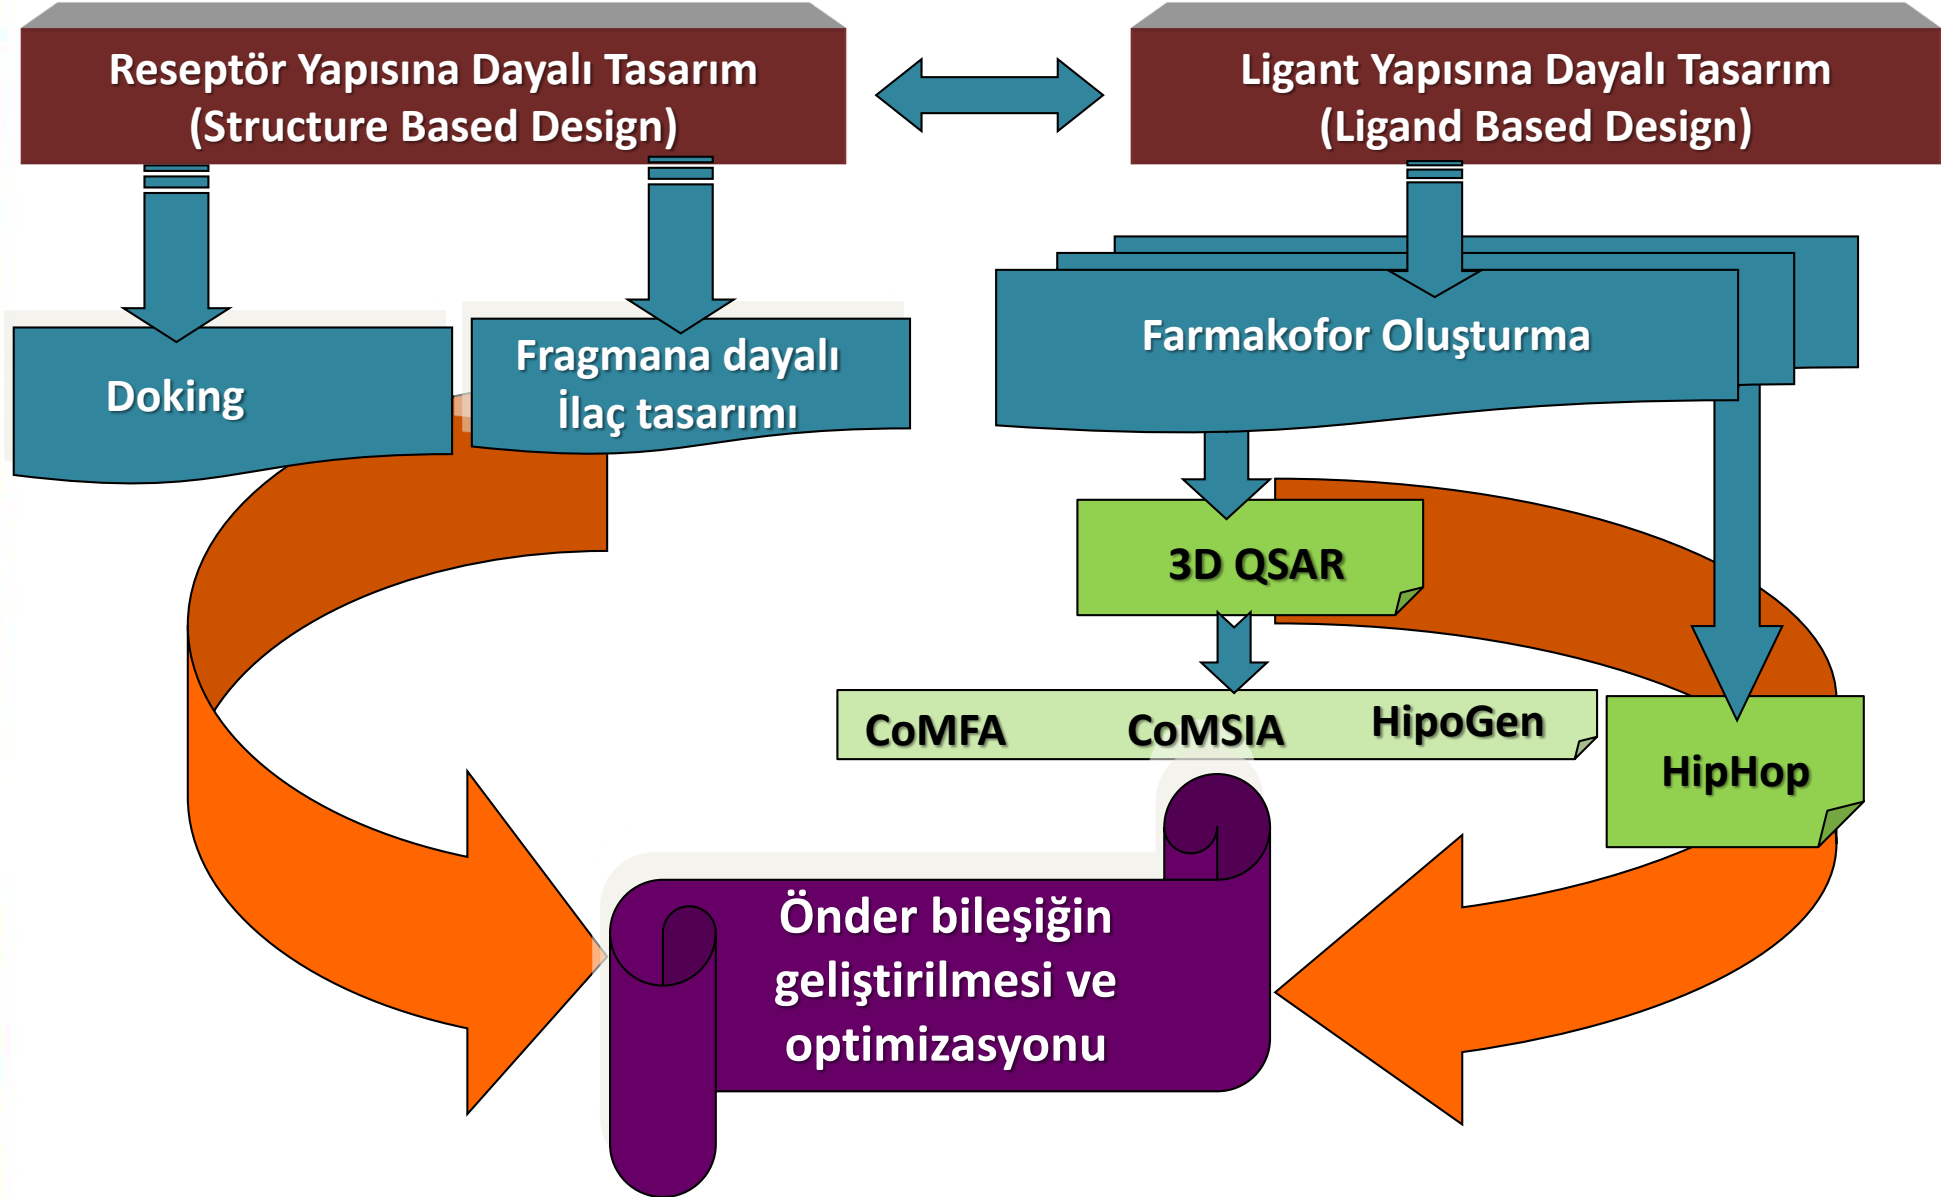 Reseptör Yapısına Dayalı Tasarım
(Structure Based Design)
Ligant Yapısına Dayalı Tasarım
(Ligand Based Design)
Doking
Fragmana dayalı
İlaç tasarımı
Farmakofor Oluşturma
3D QSAR
CoMFA
CoMSIA
HipoGen
HipHop
Önder bileşiğin
geliştirilmesi ve
optimizasyonu